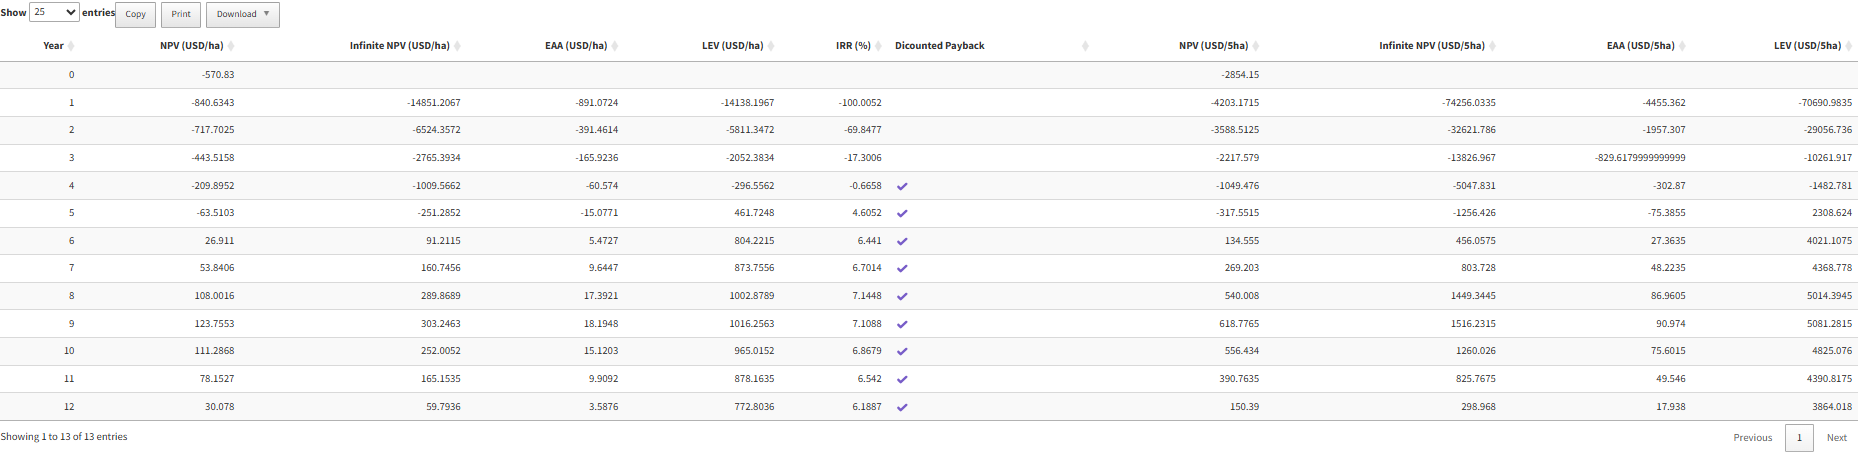 Show 25 entries Copy Print Download
Year NPV (USD/ha) Infinite NPV (USD/ha) EAA (USD/ha) LEV (USD/ha) IRR (%) Dicounted Payback NPV (USD/5ha) Infinite NPV (USD/5ha) EAA (USD/5ha) LEV (USD/5ha)
0 -570.83 -2854.15
1 -840.6343 -14851.2067 -891.0724 -14138.1967 -100.0052 -4203.1715 -74256.0335 -4455.362 -70690.9835
2 -717.7025 -6524.3572 -391.4614 -5811.3472 -69.8477 -3588.5125 -32621.786 -1957.307 -29056.736
3 -443.5158 -2765.3934 -165.9236 -2052.3834 -17.3006 -2217.579 -13826.967 -829.6179999999999 -10261.917
4 -209.8952 -1009.5662 -60.574 -296.5562 -0.6658 ✔ -1049.476 -5047.831 -302.87 -1482.781
5 -63.5103 -251.2852 -15.0771 461.7248 4.6052 ✔ -317.5515 -1256.426 -75.3855 2308.624
6 26.911 91.2115 5.4727 804.2215 6.441 ✔ 134.555 456.0575 27.3635 4021.1075
7 53.8406 160.7456 9.6447 873.7556 6.7014 ✔ 269.203 803.728 48.2235 4368.778
8 108.0016 289.8689 17.3921 1002.8789 7.1448 ✔ 540.008 1449.3445 86.9605 5014.3945
9 123.7553 303.2463 18.1948 1016.2563 7.1088 ✔ 618.7765 1516.2315 90.974 5081.2815
10 111.2868 252.0052 15.1203 965.0152 6.8679 ✔ 556.434 1260.026 75.6015 4825.076
11 78.1527 165.1535 9.9092 878.1635 6.542 ✔ 390.7635 825.7675 49.546 4390.8175
12 30.078 59.7936 3.5876 772.8036 6.1887 ✔ 150.39 298.968 17.938 3864.018
Showing 1 to 13 of 13 entries Previous 1 Next